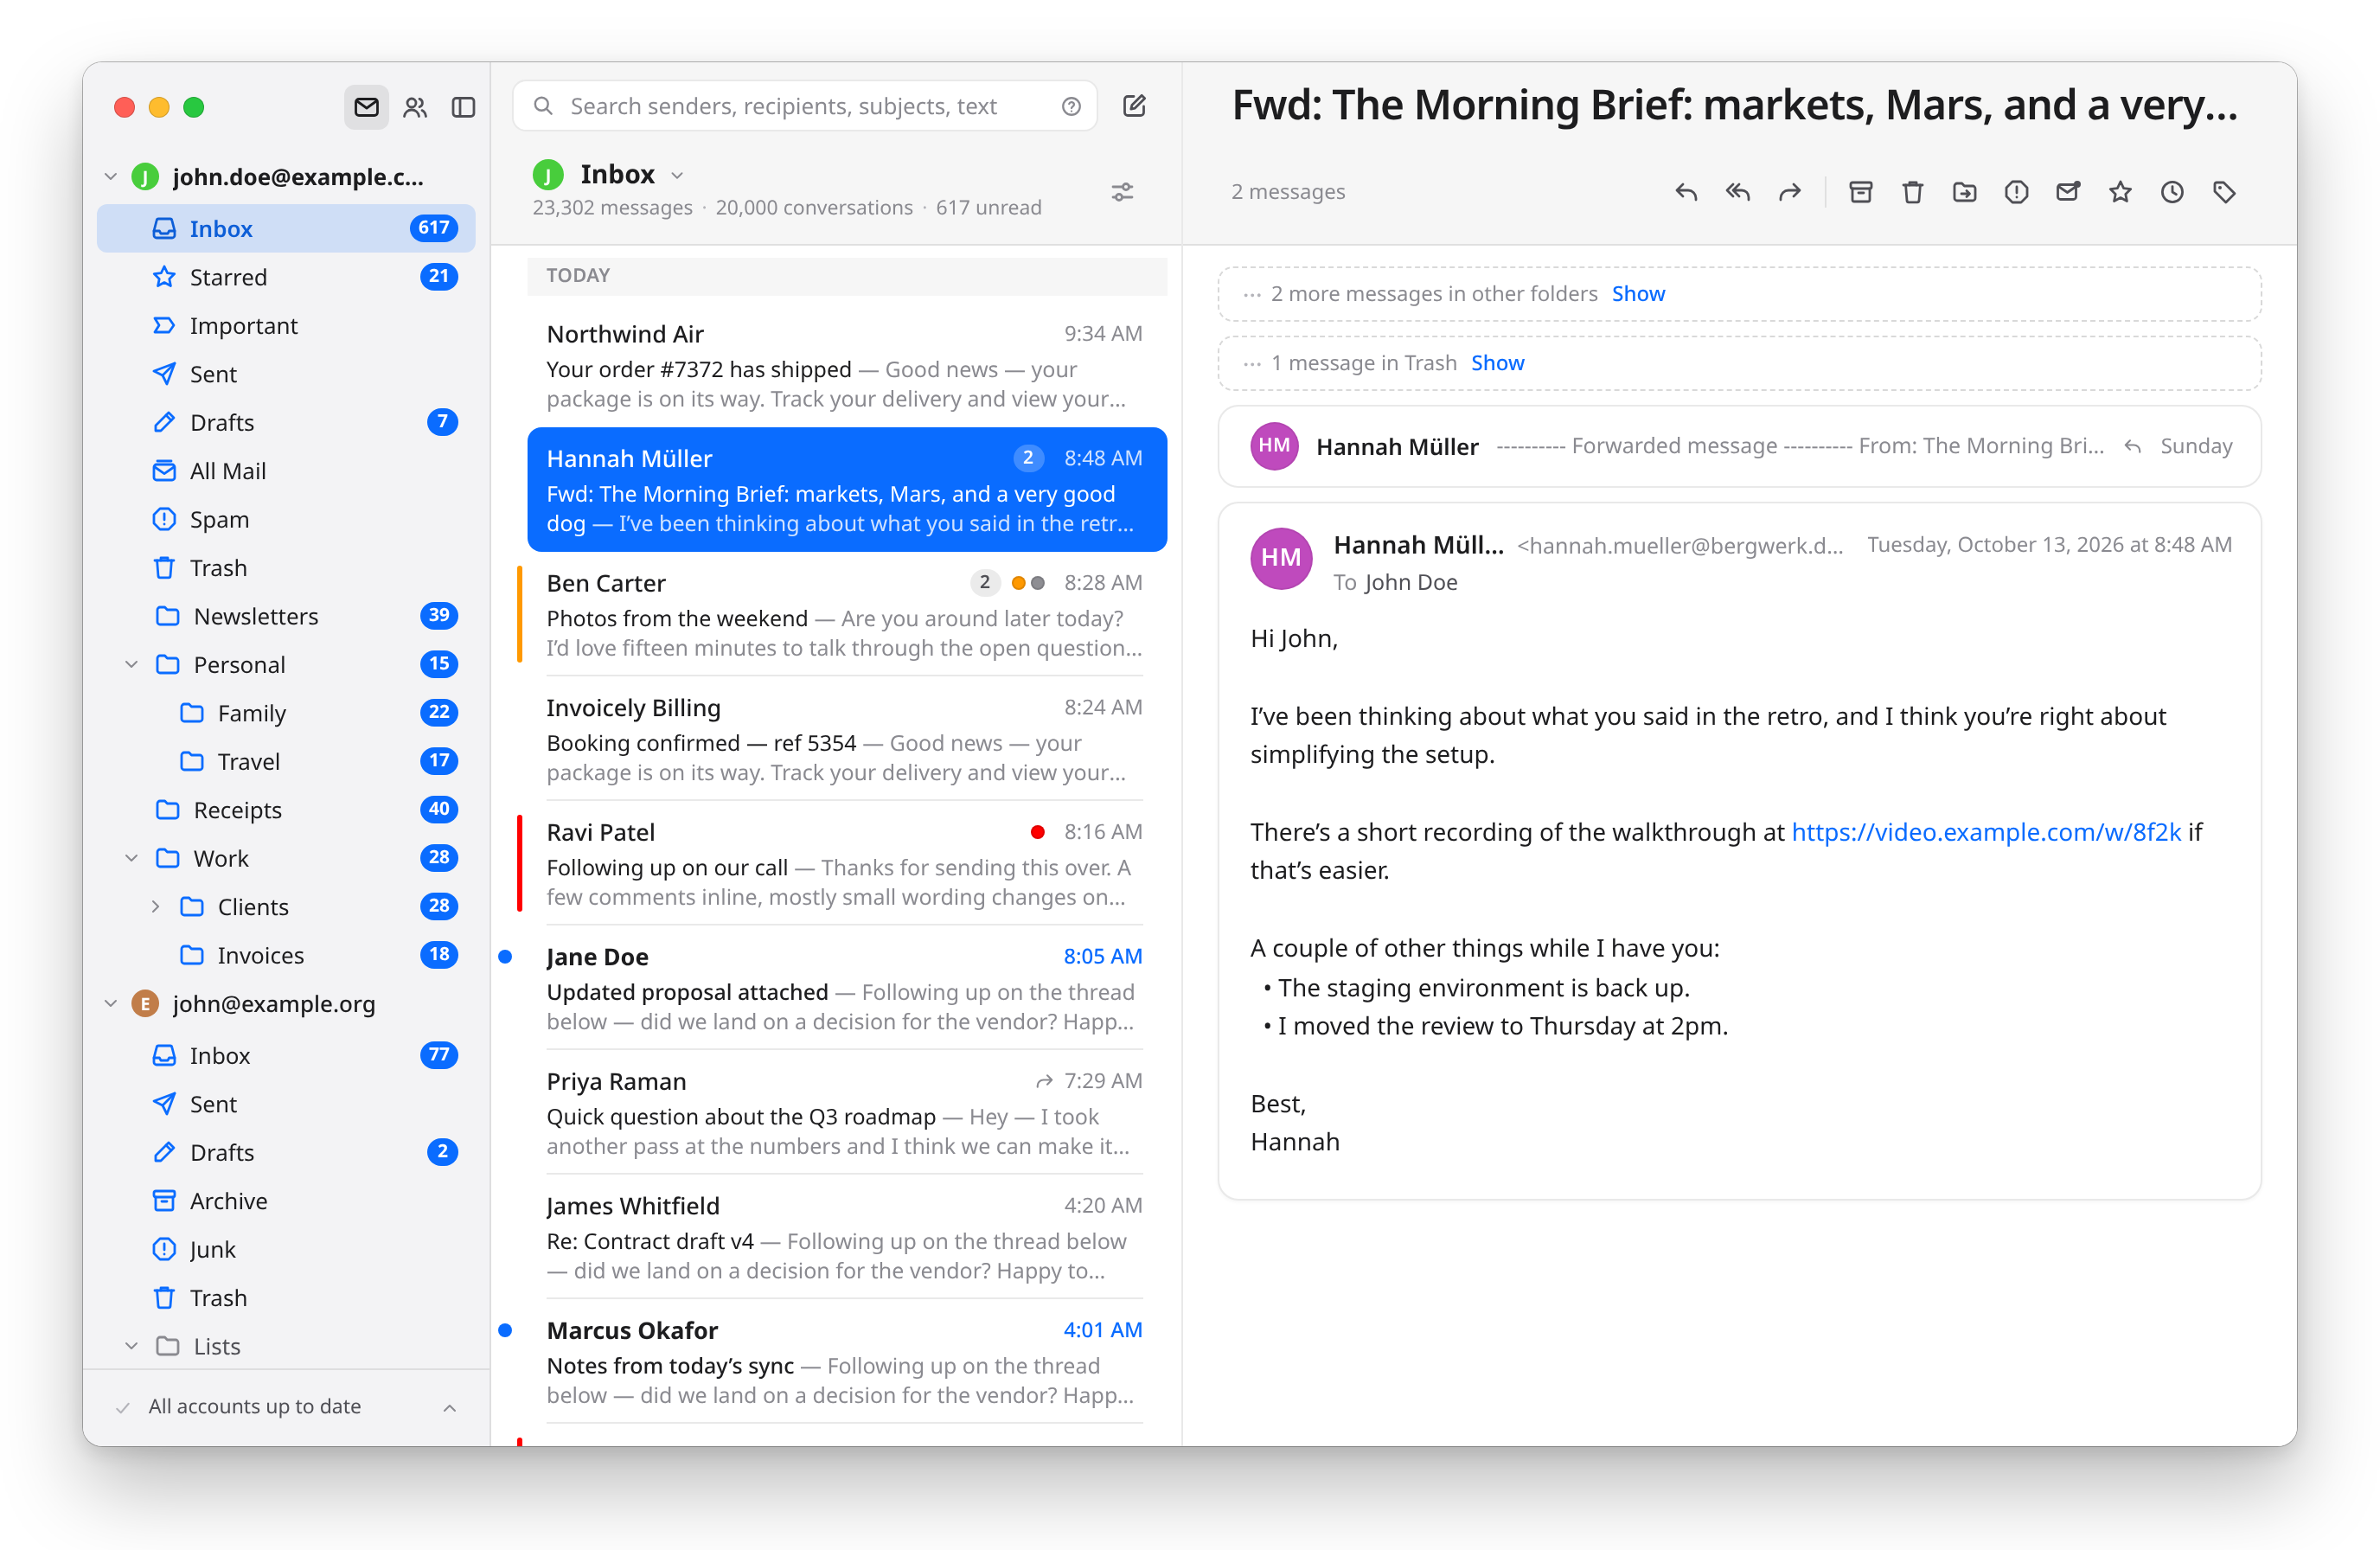 john.doe@example.c...
Inbox 617
Starred 21
Important
Sent
Drafts 7
All Mail
Spam
Trash
Newsletters 39
Personal 15
Family 22
Travel 17
Receipts 40
Work 28
Clients 28
Invoices 18
E john@example.org
Inbox 77
Sent
Drafts 2
Archive
Junk
Trash
Lists
All accounts up to date
Search senders, recipients, subjects, text
J Inbox
23,302 messages · 20,000 conversations · 617 unread
TODAY
Northwind Air 9:34 AM
Your order #7372 has shipped — Good news — your
package is on its way. Track your delivery and view your...
Hannah Müller 2 8:48 AM
Fwd: The Morning Brief: markets, Mars, and a very good
dog — I’ve been thinking about what you said in the retr...
Ben Carter 2 8:28 AM
Photos from the weekend — Are you around later today?
I’d love fifteen minutes to talk through the open question...
Invoicely Billing 8:24 AM
Booking confirmed — ref 5354 — Good news — your
package is on its way. Track your delivery and view your...
Ravi Patel 8:16 AM
Following up on our call — Thanks for sending this over. A
few comments inline, mostly small wording changes on...
Jane Doe 8:05 AM
Updated proposal attached — Following up on the thread
below — did we land on a decision for the vendor? Happ...
Priya Raman 7:29 AM
Quick question about the Q3 roadmap — Hey — I took
another pass at the numbers and I think we can make it...
James Whitfield 4:20 AM
Re: Contract draft v4 — Following up on the thread below
— did we land on a decision for the vendor? Happy to...
Marcus Okafor 4:01 AM
Notes from today’s sync — Following up on the thread
below — did we land on a decision for the vendor? Happ...
Fwd: The Morning Brief: markets, Mars, and a very...
2 messages
2 more messages in other folders Show
1 message in Trash Show
HM Hannah Müller ---------- Forwarded message ---------- From: The Morning Bri... Sunday
HM Hannah Müll... <hannah.mueller@bergwerk.d... Tuesday, October 13, 2026 at 8:48 AM
To John Doe
Hi John,
I’ve been thinking about what you said in the retro, and I think you’re right about
simplifying the setup.
There’s a short recording of the walkthrough at https://video.example.com/w/8f2k if
that’s easier.
A couple of other things while I have you:
• The staging environment is back up.
• I moved the review to Thursday at 2pm.
Best,
Hannah